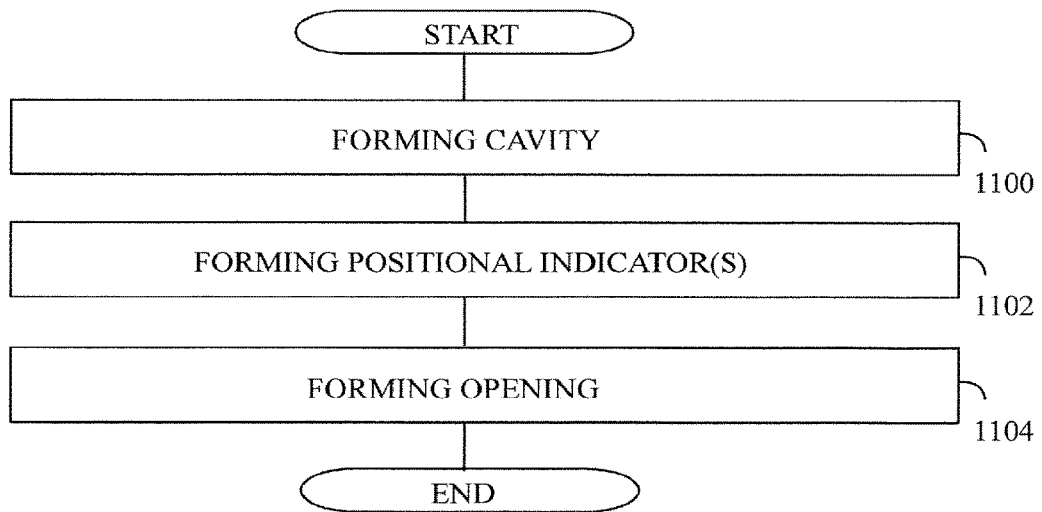 START
FORMING CAVITY
1100
FORMING POSITIONAL INDICATOR(S)
1102
FORMING OPENING
1104
END